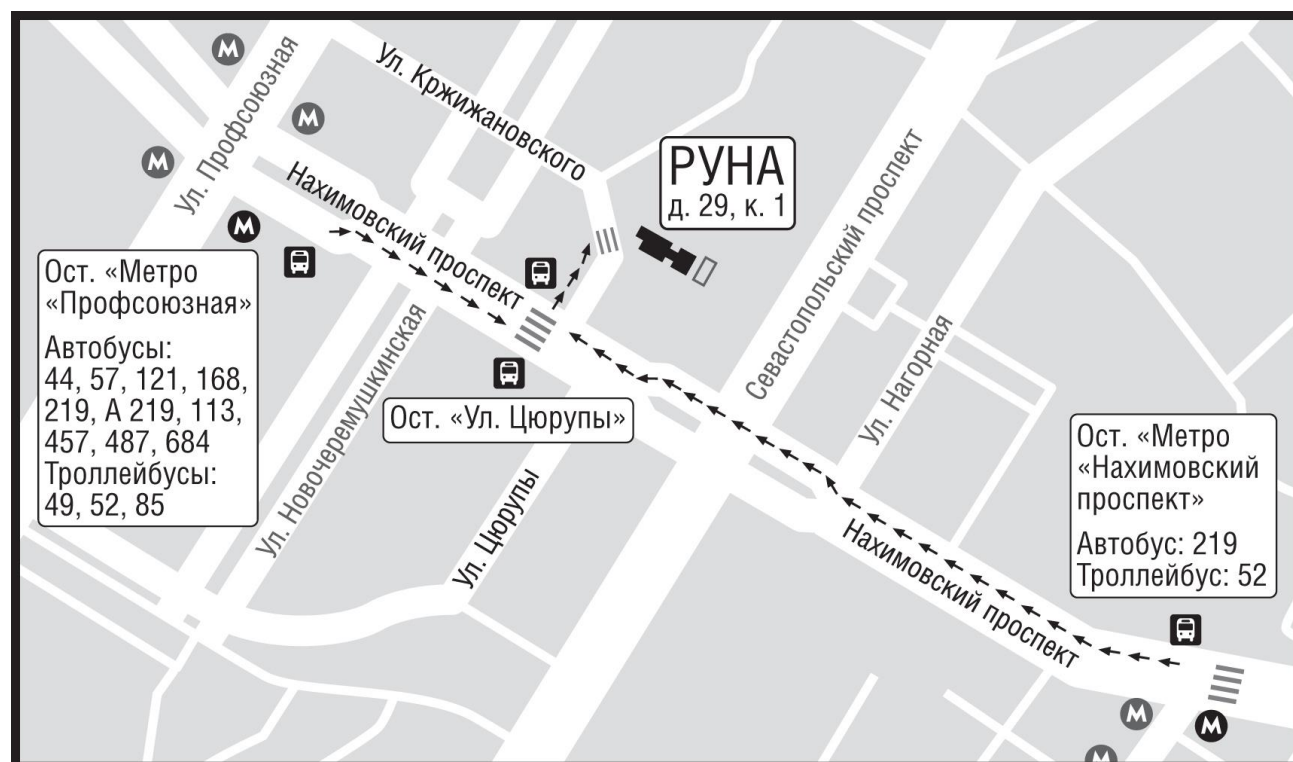 М
Ул. Профсоюзная
Ул. Кржижановского
М
М
РУНА
д. 29, к. 1
Нахимовский проспект
М
Ост. «Метро
«Профсоюзная»
Автобусы:
44, 57, 121, 168,
219, А 219, 113,
457, 487, 684
Троллейбусы:
49, 52, 85
Ул. Новочеремушкинская
Ост. «Ул. Цюрупы»
Ул. Цюрупы
Севастопольский проспект
Ул. Нагорная
Нахимовский проспект
Ост. «Метро
«Нахимовский
проспект»
Автобус: 219
Троллейбус: 52
М
М
М